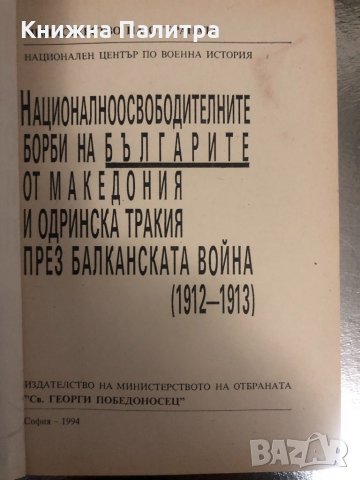 Книжна Палитра
НАЦИОНАЛЕН ЦЕНТЪР ПО ВОЕННА ИСТОРИЯ
НАЦИОНАЛНООСВОБОДИТЕЛНИТЕ
БОРБИ НА БЪЛГАРИТЕ
ОТ МАКЕДОНИЯ
И ОДРИНСКА ТРАКИЯ
ПРЕЗ БАЛКАНСКАТА ВОЙНА
(1912—1913)
ИЗДАТЕЛСТВО НА МИНИСТЕРСТВОТО НА ОТБРАНАТА
"Св. ГЕОРГИ ПОБЕДОНОСЕЦ"
София - 1994
bazar